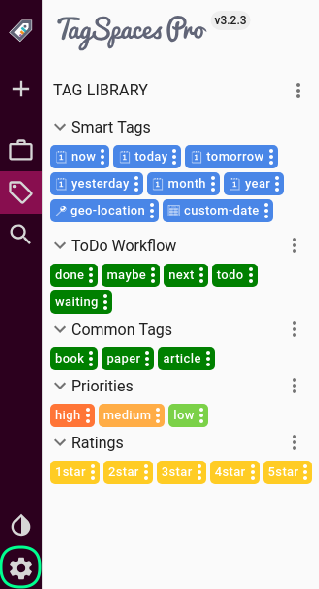 TagSpaces Pro v3.2.3
TAG LIBRARY
Smart Tags
now today tomorrow
yesterday month year
geo-location custom-date
ToDo Workflow
done maybe next todo
waiting
Common Tags
book paper article
Priorities
high medium low
Ratings
1star 2star 3star 4star 5star